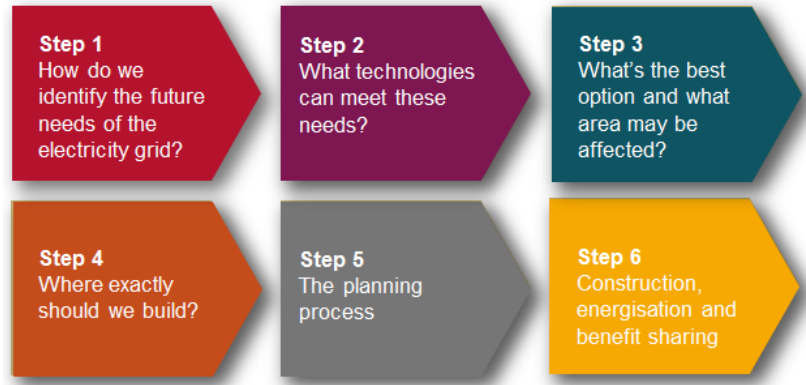 Step 1
How do we
identify the future
needs of the
electricity grid?
Step 2
What technologies
can meet these
needs?
Step 3
What's the best
option and what
area may be
affected?
Step 4
Where exactly
should we build?
Step 5
The planning
process
Step 6
Construction,
energisation and
benefit sharing